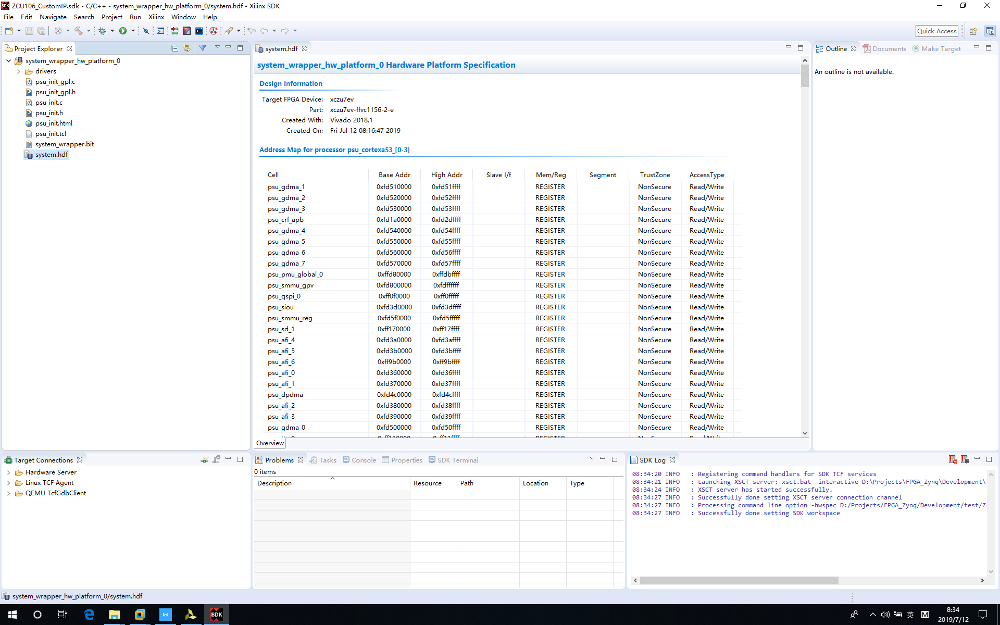 ZCU106_CustomIP.sdk - C/C++ - system_wrapper_hw_platform_0/system.hdf - Xilinx SDK
File Edit Navigate Search Project Run Xilinx Window Help
Quick Access
Project Explorer
system_wrapper_hw_platform_0
drivers
psu_init_gpl.c
psu_init_gpl.h
psu_init.c
psu_init.h
psu_init.html
psu_init.tcl
system_wrapper.bit
system.hdf
system.hdf
system_wrapper_hw_platform_0 Hardware Platform Specification
Design Information
Target FPGA Device: xczu7ev
Part: xczu7ev-ffvc1156-2-e
Created With: Vivado 2018.1
Created On: Fri Jul 12 08:16:47 2019
Address Map for processor psu_cortexa53_[0-3]
Cell Base Addr High Addr Slave I/f Mem/Reg Segment TrustZone AccessType
psu_gdma_1 0xfd510000 0xfd51ffff REGISTER NonSecure Read/Write
psu_gdma_2 0xfd520000 0xfd52ffff REGISTER NonSecure Read/Write
psu_gdma_3 0xfd530000 0xfd53ffff REGISTER NonSecure Read/Write
psu_crf_apb 0xfd1a0000 0xfd2dffff REGISTER NonSecure Read/Write
psu_gdma_4 0xfd540000 0xfd54ffff REGISTER NonSecure Read/Write
psu_gdma_5 0xfd550000 0xfd55ffff REGISTER NonSecure Read/Write
psu_gdma_6 0xfd560000 0xfd56ffff REGISTER NonSecure Read/Write
psu_gdma_7 0xfd570000 0xfd57ffff REGISTER NonSecure Read/Write
psu_pmu_global_0 0xffd80000 0xffdbffff REGISTER NonSecure Read/Write
psu_smmu_gpv 0xfd800000 0xfdffffff REGISTER NonSecure Read/Write
psu_qspi_0 0xff0f0000 0xff0fffff REGISTER NonSecure Read/Write
psu_siou 0xfd3d0000 0xfd3dffff REGISTER NonSecure Read/Write
psu_smmu_reg 0xfd5f0000 0xfd5fffff REGISTER NonSecure Read/Write
psu_sd_1 0xff170000 0xff17ffff REGISTER NonSecure Read/Write
psu_afi_4 0xfd3a0000 0xfd3affff REGISTER NonSecure Read/Write
psu_afi_5 0xfd3b0000 0xfd3bffff REGISTER NonSecure Read/Write
psu_afi_6 0xff9b0000 0xff9bffff REGISTER NonSecure Read/Write
psu_afi_0 0xfd360000 0xfd36ffff REGISTER NonSecure Read/Write
psu_afi_1 0xfd370000 0xfd37ffff REGISTER NonSecure Read/Write
psu_dpdma 0xfd4c0000 0xfd4cffff REGISTER NonSecure Read/Write
psu_afi_2 0xfd380000 0xfd38ffff REGISTER NonSecure Read/Write
psu_afi_3 0xfd390000 0xfd39ffff REGISTER NonSecure Read/Write
psu_gdma_0 0xfd500000 0xfd50ffff REGISTER NonSecure Read/Write
Overview
Outline Documents Make Target
An outline is not available.
Target Connections
Hardware Server
Linux TCF Agent
QEMU TcfGdbClient
Problems Tasks Console Properties SDK Terminal
0 items
Description Resource Path Location Type
SDK Log
08:34:20 INFO : Registering command handlers for SDK TCF services
08:34:21 INFO : Launching XSCT server: xsct.bat -interactive D:\Projects\FPGA_Zynq\Development\
08:34:24 INFO : XSCT server has started successfully.
08:34:27 INFO : Successfully done setting XSCT server connection channel
08:34:27 INFO : Processing command line option -hwspec D:/Projects/FPGA_Zynq/Development/test/Z
08:34:27 INFO : Successfully done setting SDK workspace
system_wrapper_hw_platform_0/system.hdf
SDK
英 M
8:34
2019/7/12